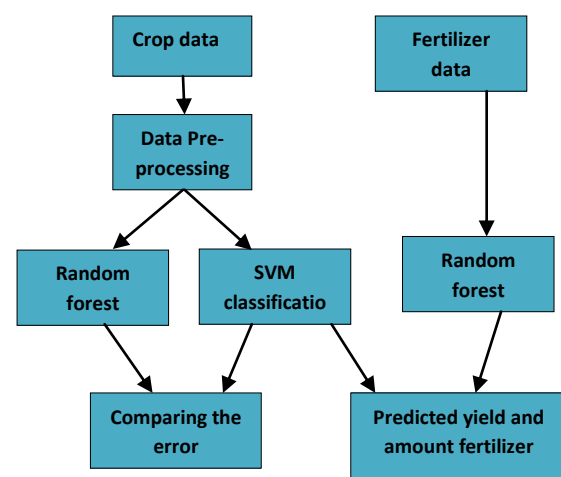 Crop data
Fertilizer
data
Data Pre-
processing
Random
forest
SVM
classificatio
Random
forest
Comparing the
error
Predicted yield and
amount fertilizer